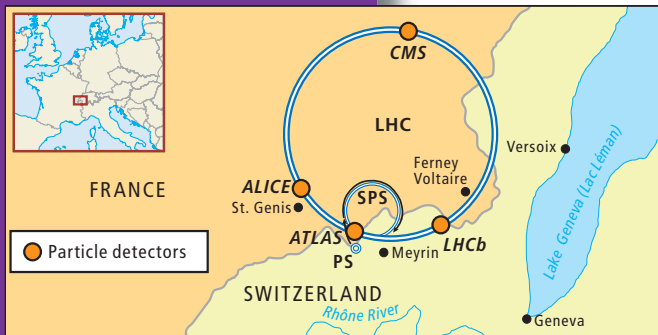 CMS
LHC
Versoix
Ferney
Voltaire
Lake Geneva (Lac Léman)
FRANCE
ALICE
SPS
St. Genis
ATLAS
LHCb
PS
Meyrin
Particle detectors
SWITZERLAND
Rhône River
Geneva